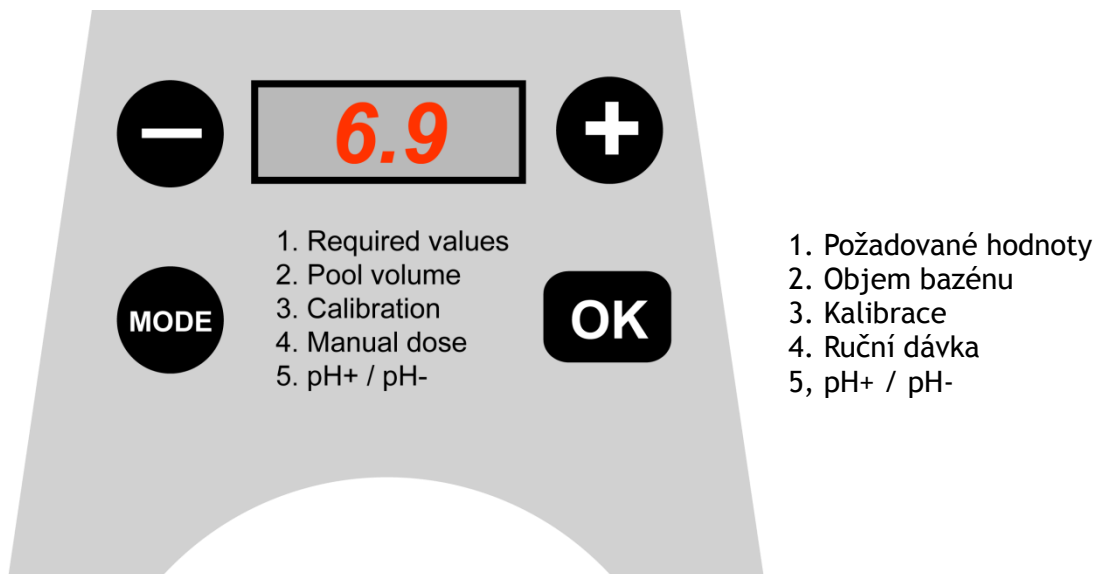 6.9
MODE
1. Required values
2. Pool volume
3. Calibration
4. Manual dose
5. pH+ / pH-
OK
1. Požadované hodnoty
2. Objem bazénu
3. Kalibrace
4. Ruční dávka
5, pH+ / pH-